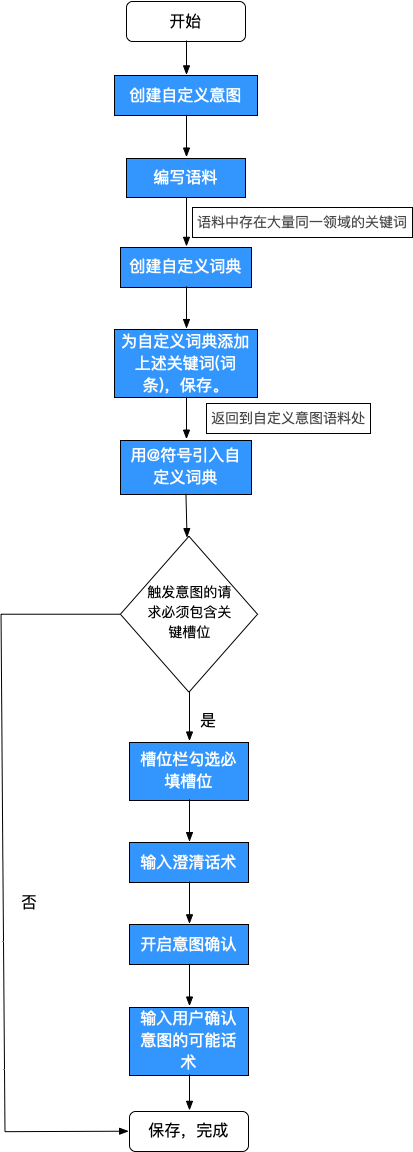 开始
创建自定义意图
编写语料
语料中存在大量同一领域的关键词
创建自定义词典
为自定义词典添加
上述关键词(词
条)，保存。
返回到自定义意图语料处
用@符号引入自
定义词典
触发意图的请
求必须包含关
键槽位
是
槽位栏勾选必
填槽位
输入澄清话术
否
开启意图确认
输入用户确认
意图的可能话
术
保存，完成